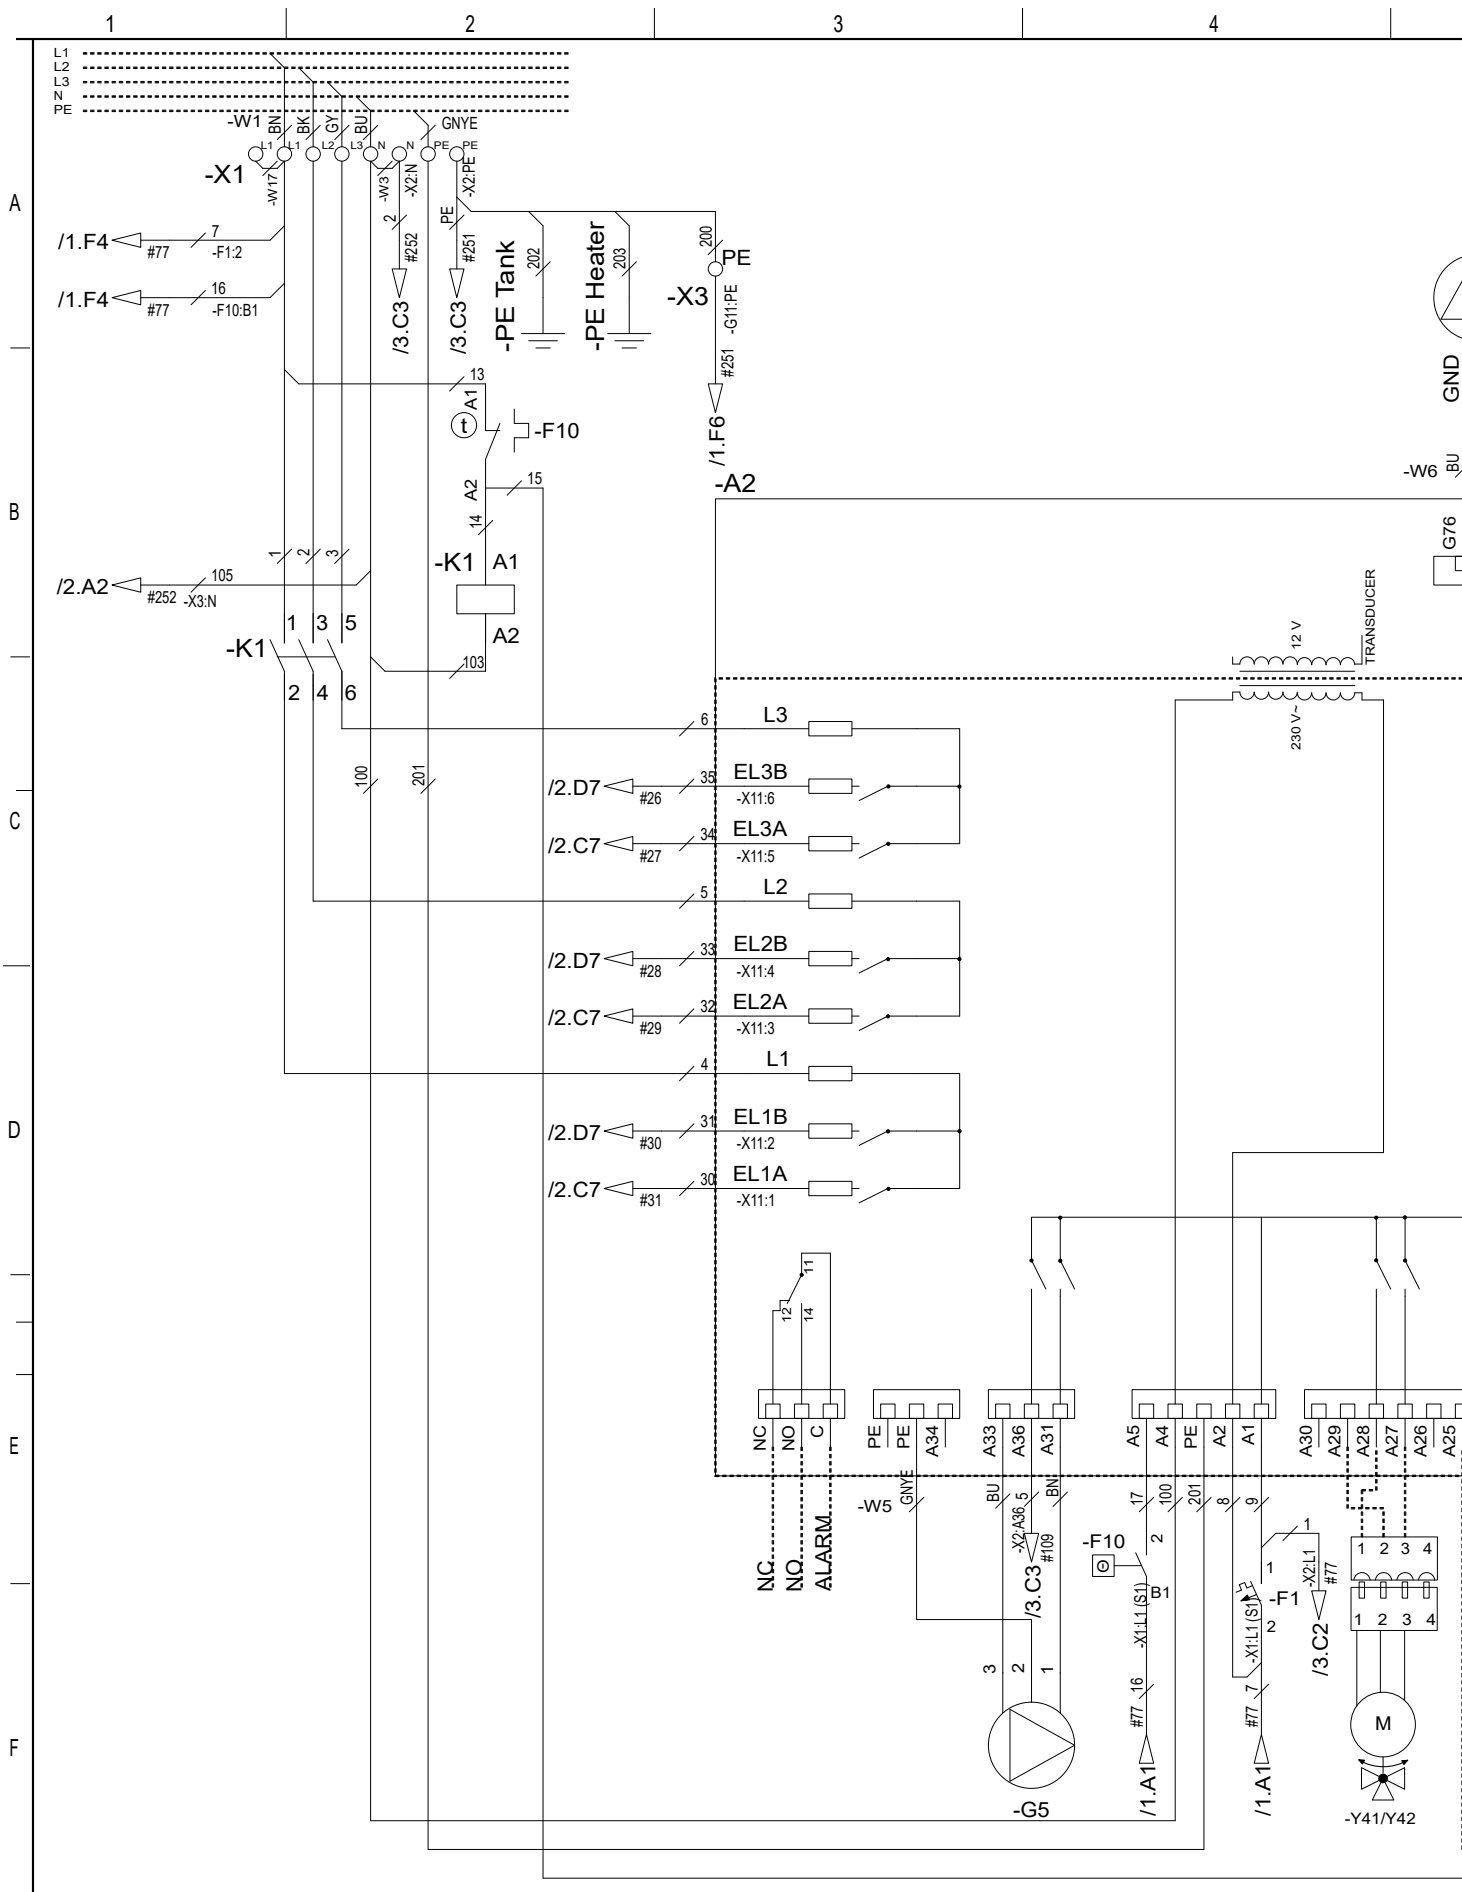 1 2 3 4
L1
L2
L3
N
PE
-W1 BN BK GY BU GNYE
L1 L1 L2 L3 N N PE PE
-X1 -W17 -W3 -X2:N -X2:PE
A
/1.F4 #77 7 -F1:2
/1.F4 #77 16 -F10:B1
2 #252 /3.C3
PE #251 /3.C3
-PE Tank 202
-PE Heater 203
200 PE
-X3 -G11:PE
#251 /1.F6
GND
13
A1
t -F10
A2 15
14
-A2
-W6 BU
B
G76
1 2 3
-K1 A1
/2.A2 #252 105 -X3:N
A2
103
1 3 5
-K1
2 4 6
12 V
TRANSDUCER
230 V~
6 L3
100 201
/2.D7 #26 35 EL3B -X11:6
C
/2.C7 #27 34 EL3A -X11:5
5 L2
/2.D7 #28 33 EL2B -X11:4
/2.C7 #29 32 EL2A -X11:3
4 L1
D
/2.D7 #30 31 EL1B -X11:2
/2.C7 #31 30 EL1A -X11:1
11
12 14
E
NC NO C PE PE A34 A33 A36 A31 A5 A4 PE A2 A1 A30 A29 A28 A27 A26 A25
-W5 GNYE BU 5 BN 17 100 201 8 9
NC NO ALARM
-X2:A36 #109 /3.C3
-F10 2
B1
-X1:L1 (S1)
1 -X2:L1 #77 /3.C2
1
-F1
2
-X1:L1 (S1)
1 2 3 4
1 2 3 4
3 2 1
16 #77 /1.A1
7 #77 /1.A1
F
M
-G5
-Y41/Y42